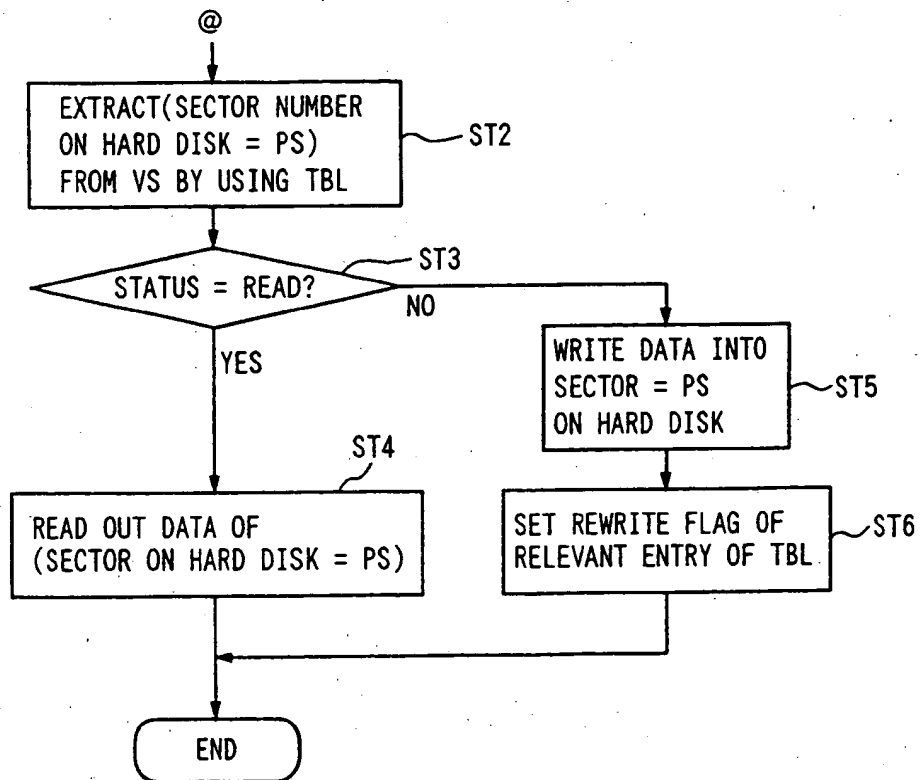 @
EXTRACT(SECTOR NUMBER
ON HARD DISK = PS)
FROM VS BY USING TBL
ST2
STATUS = READ?
ST3
NO
YES
WRITE DATA INTO
SECTOR = PS
ON HARD DISK
ST5
ST4
READ OUT DATA OF
(SECTOR ON HARD DISK = PS)
SET REWRITE FLAG OF
RELEVANT ENTRY OF TBL
ST6
END